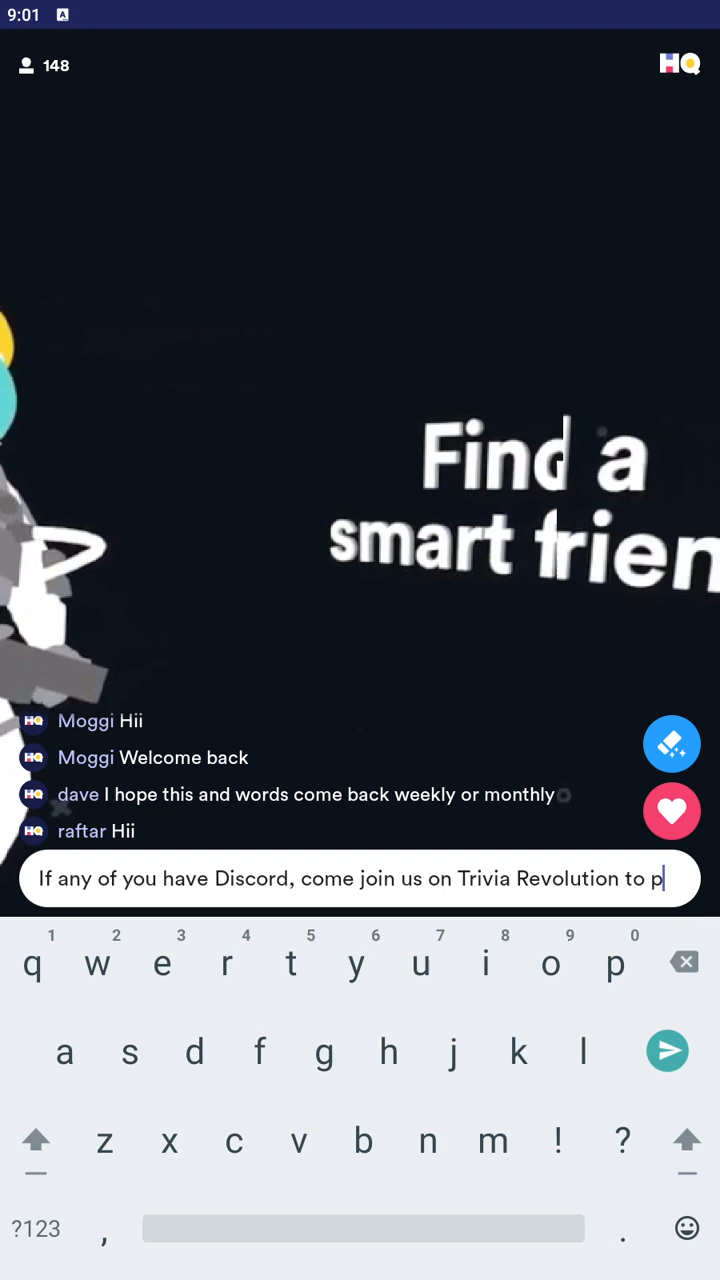 9:01
148
HQ
Find a
smart frien
HQ Moggi Hii
HQ Moggi Welcome back
HQ dave I hope this and words come back weekly or monthly
HQ raftar Hii
If any of you have Discord, come join us on Trivia Revolution to p
1 2 3 4 5 6 7 8 9 0
q w e r t y u i o p
a s d f g h j k l
z x c v b n m ! ?
?123 , .